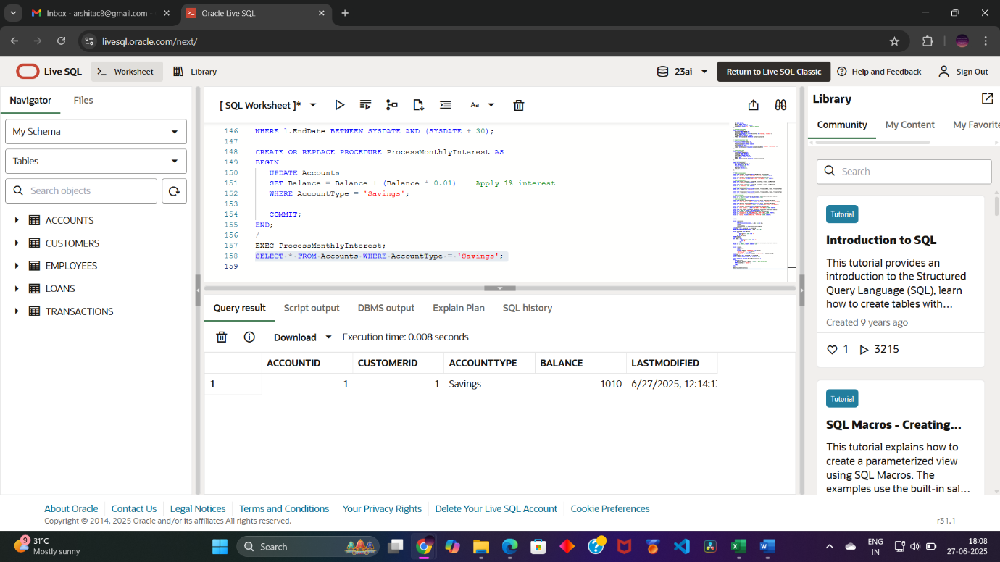 Inbox - arshitac8@gmail.com -
Oracle Live SQL
livesql.oracle.com/next/
Live SQL
Worksheet
Library
23ai
Return to Live SQL Classic
Help and Feedback
Sign Out
Navigator
Files
My Schema
Tables
Search objects
ACCOUNTS
CUSTOMERS
EMPLOYEES
LOANS
TRANSACTIONS
[ SQL Worksheet ]*
Aa
146 WHERE l.EndDate BETWEEN SYSDATE AND (SYSDATE + 30);
147
148 CREATE OR REPLACE PROCEDURE ProcessMonthlyInterest AS
149 BEGIN
150 UPDATE Accounts
151 SET Balance = Balance + (Balance * 0.01) -- Apply 1% interest
152 WHERE AccountType = 'Savings';
153
154 COMMIT;
155 END;
156 /
157 EXEC ProcessMonthlyInterest;
158 SELECT * FROM Accounts WHERE AccountType = 'Savings';
159
Query result
Script output
DBMS output
Explain Plan
SQL history
Download
Execution time: 0.008 seconds
ACCOUNTID CUSTOMERID ACCOUNTTYPE BALANCE LASTMODIFIED
1 1 1 Savings 1010 6/27/2025, 12:14:1
Library
Community
My Content
My Favorite
Search
Tutorial
Introduction to SQL
This tutorial provides an
introduction to the Structured
Query Language (SQL), learn
how to create tables with...
Created 9 years ago
1 3215
Tutorial
SQL Macros - Creating...
This tutorial explains how to
create a parameterized view
using SQL Macros. The
examples use the built-in sal...
About Oracle
Contact Us
Legal Notices
Terms and Conditions
Your Privacy Rights
Delete Your Live SQL Account
Cookie Preferences
Copyright © 2014, 2025 Oracle and/or its affiliates All rights reserved.
r31.1
9
31°C
Mostly sunny
Search
ENG
IN
18:08
27-06-2025